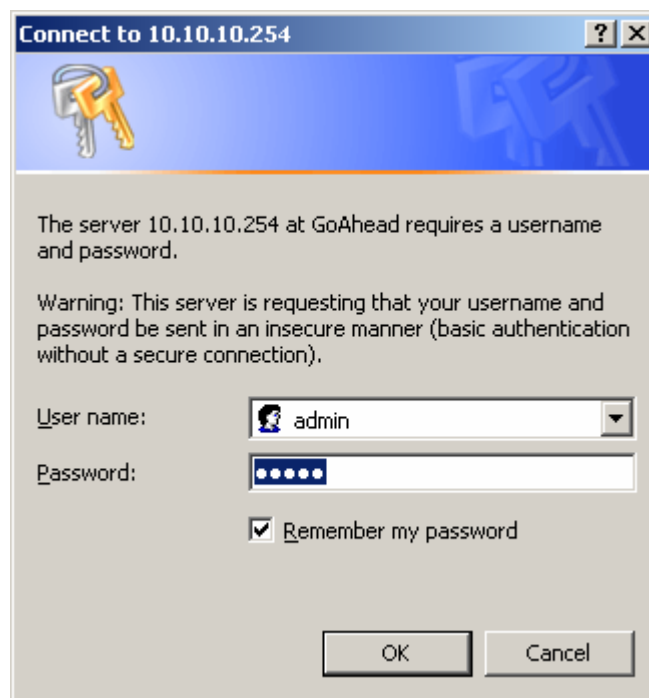 Connect to 10.10.10.254
The server 10.10.10.254 at GoAhead requires a username
and password.
Warning: This server is requesting that your username and
password be sent in an insecure manner (basic authentication
without a secure connection).
User name:
admin
Password:
●●●●●
Remember my password
OK
Cancel